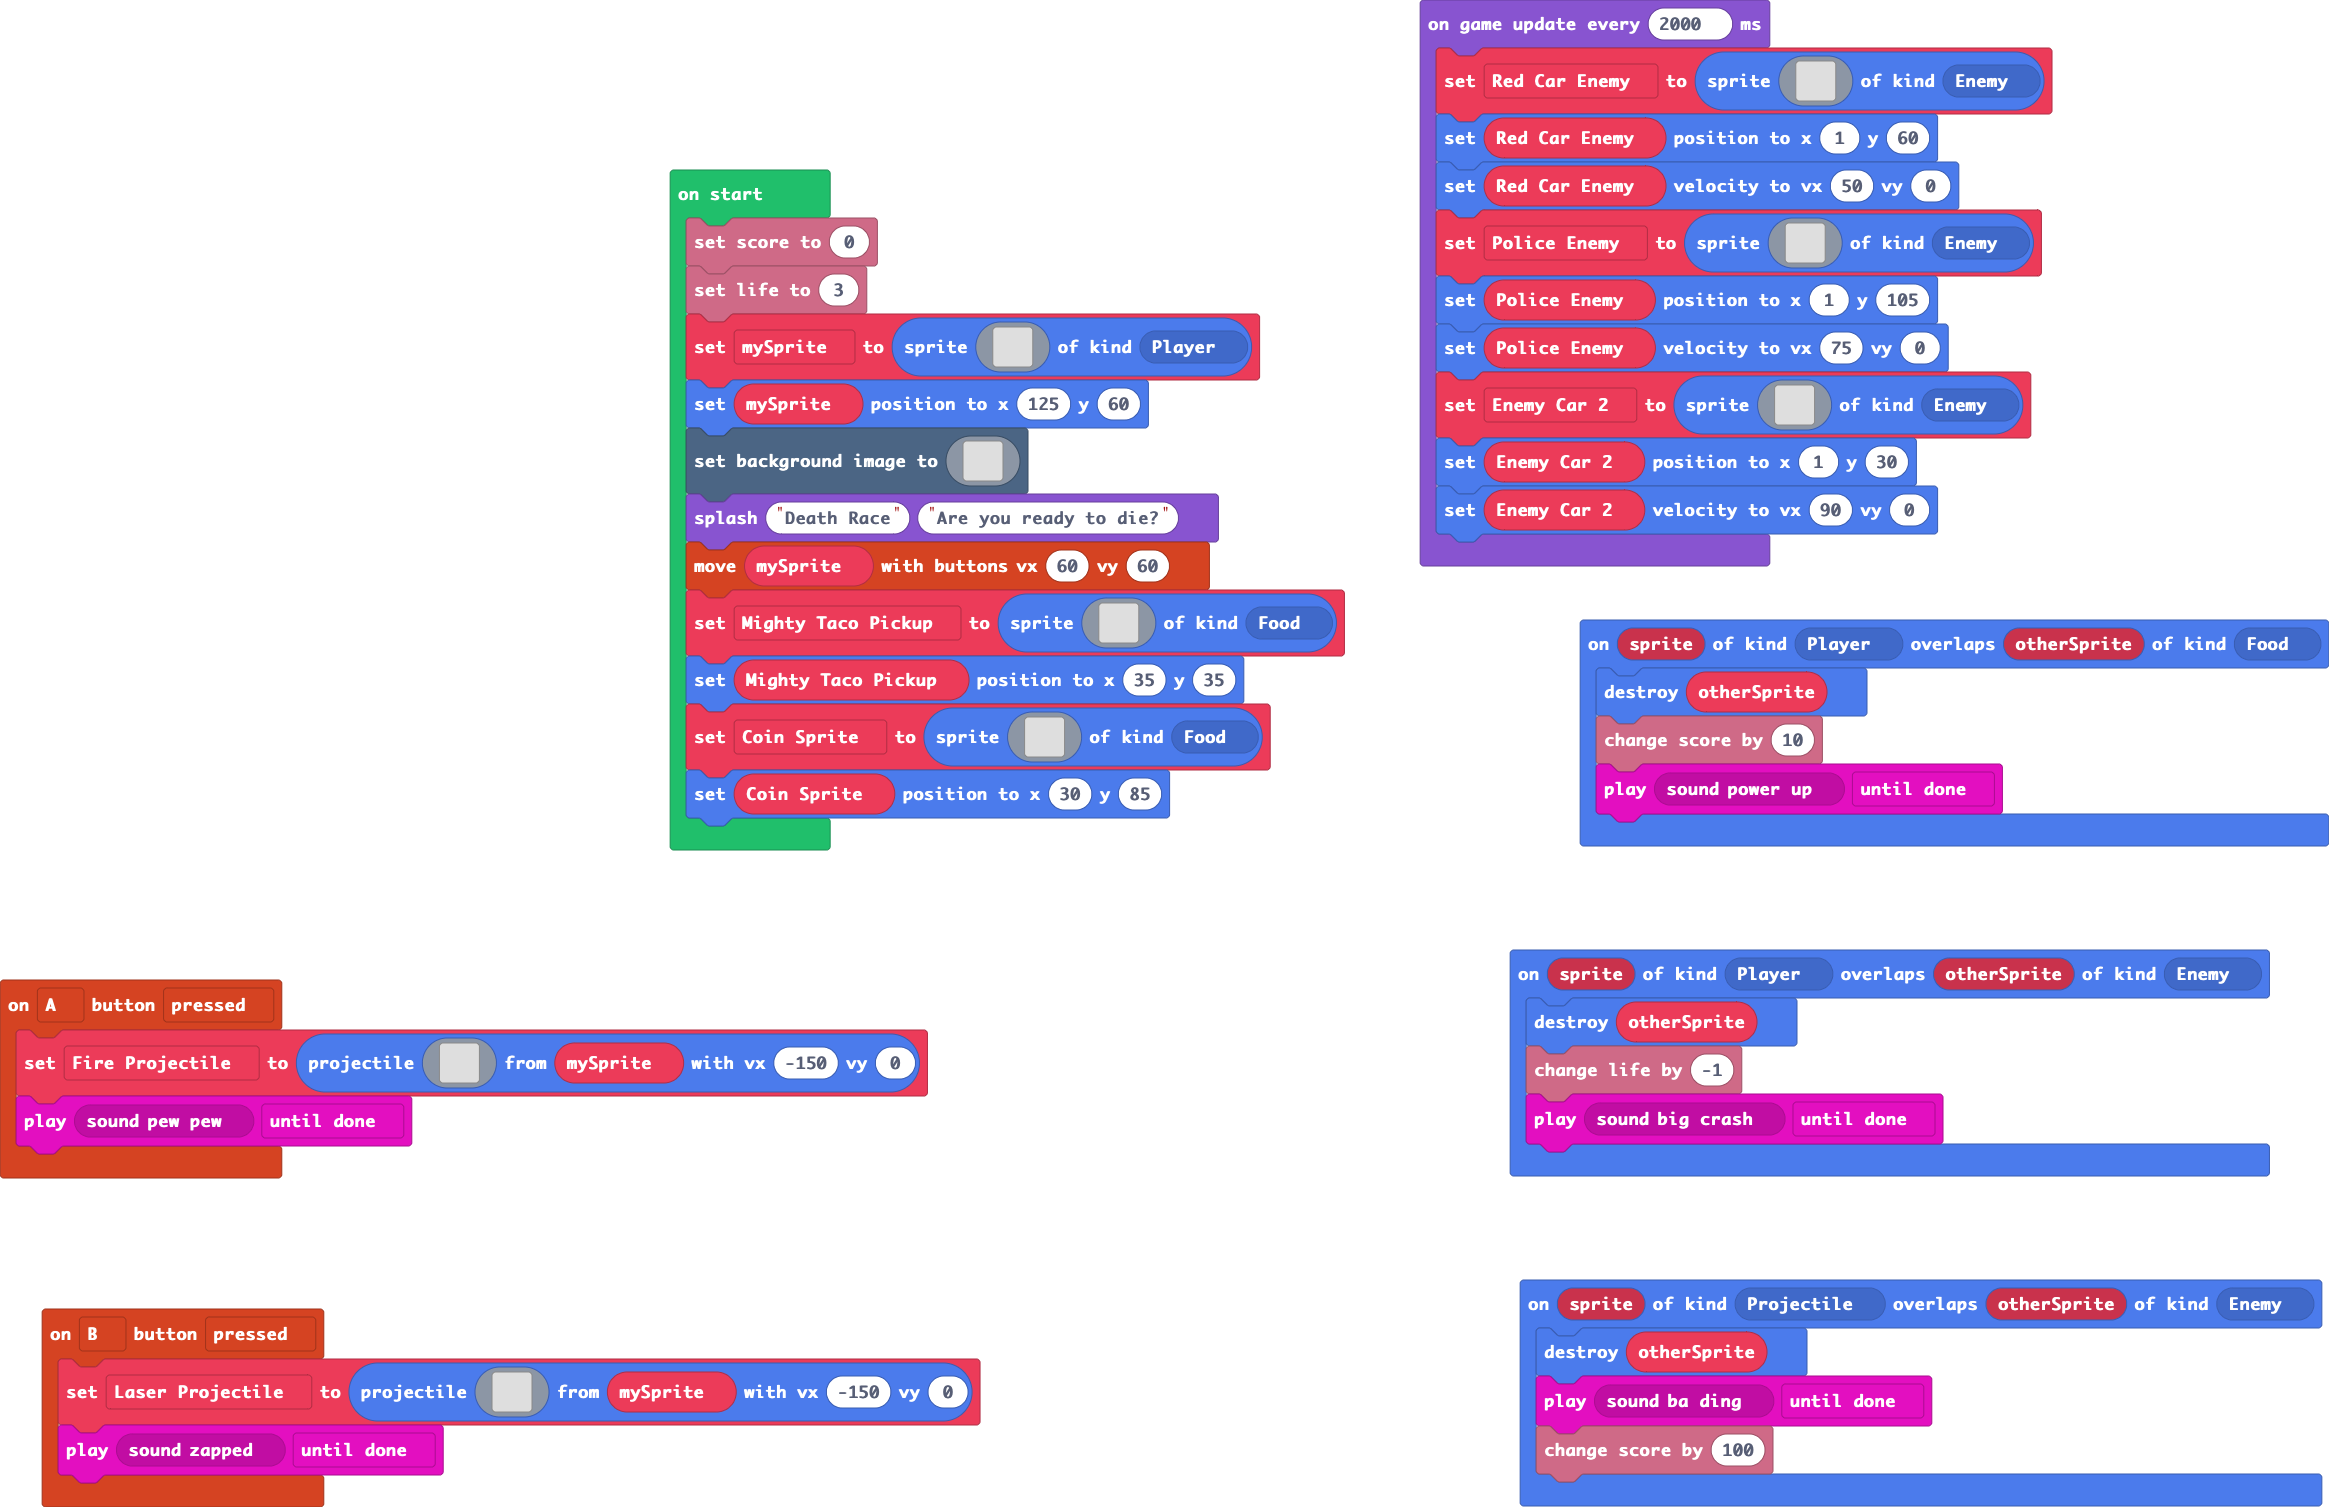 on start
set score to 0
set life to 3
set mySprite to sprite of kind Player
set mySprite position to x 125 y 60
set background image to
splash "Death Race" "Are you ready to die?"
move mySprite with buttons vx 60 vy 60
set Mighty Taco Pickup to sprite of kind Food
set Mighty Taco Pickup position to x 35 y 35
set Coin Sprite to sprite of kind Food
set Coin Sprite position to x 30 y 85
on game update every 2000 ms
set Red Car Enemy to sprite of kind Enemy
set Red Car Enemy position to x 1 y 60
set Red Car Enemy velocity to vx 50 vy 0
set Police Enemy to sprite of kind Enemy
set Police Enemy position to x 1 y 105
set Police Enemy velocity to vx 75 vy 0
set Enemy Car 2 to sprite of kind Enemy
set Enemy Car 2 position to x 1 y 30
set Enemy Car 2 velocity to vx 90 vy 0
on sprite of kind Player overlaps otherSprite of kind Food
destroy otherSprite
change score by 10
play sound power up until done
on A button pressed
set Fire Projectile to projectile from mySprite with vx -150 vy 0
play sound pew pew until done
on sprite of kind Player overlaps otherSprite of kind Enemy
destroy otherSprite
change life by -1
play sound big crash until done
on B button pressed
set Laser Projectile to projectile from mySprite with vx -150 vy 0
play sound zapped until done
on sprite of kind Projectile overlaps otherSprite of kind Enemy
destroy otherSprite
play sound ba ding until done
change score by 100